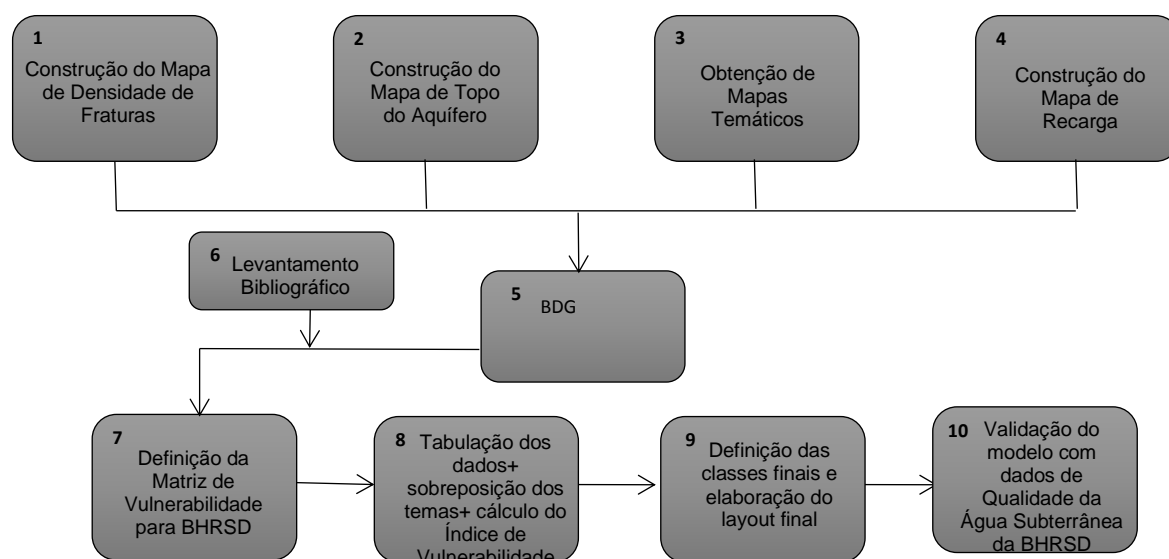 1
Construção do Mapa
de Densidade de
Fraturas
2
Construção do
Mapa de Topo
do Aquífero
3
Obtenção de
Mapas
Temáticos
4
Construção do
Mapa de
Recarga
6
Levantamento
Bibliográfico
5
BDG
7
Definição da
Matriz de
Vulnerabilidade
para BHRSD
8
Tabulação dos
dados+
sobreposição dos
temas+ cálculo do
Índice de
Vulnerabilidade
9
Definição das
classes finais e
elaboração do
layout final
10
Validação do
modelo com
dados de
Qualidade da
Água Subterrânea
da BHRSD